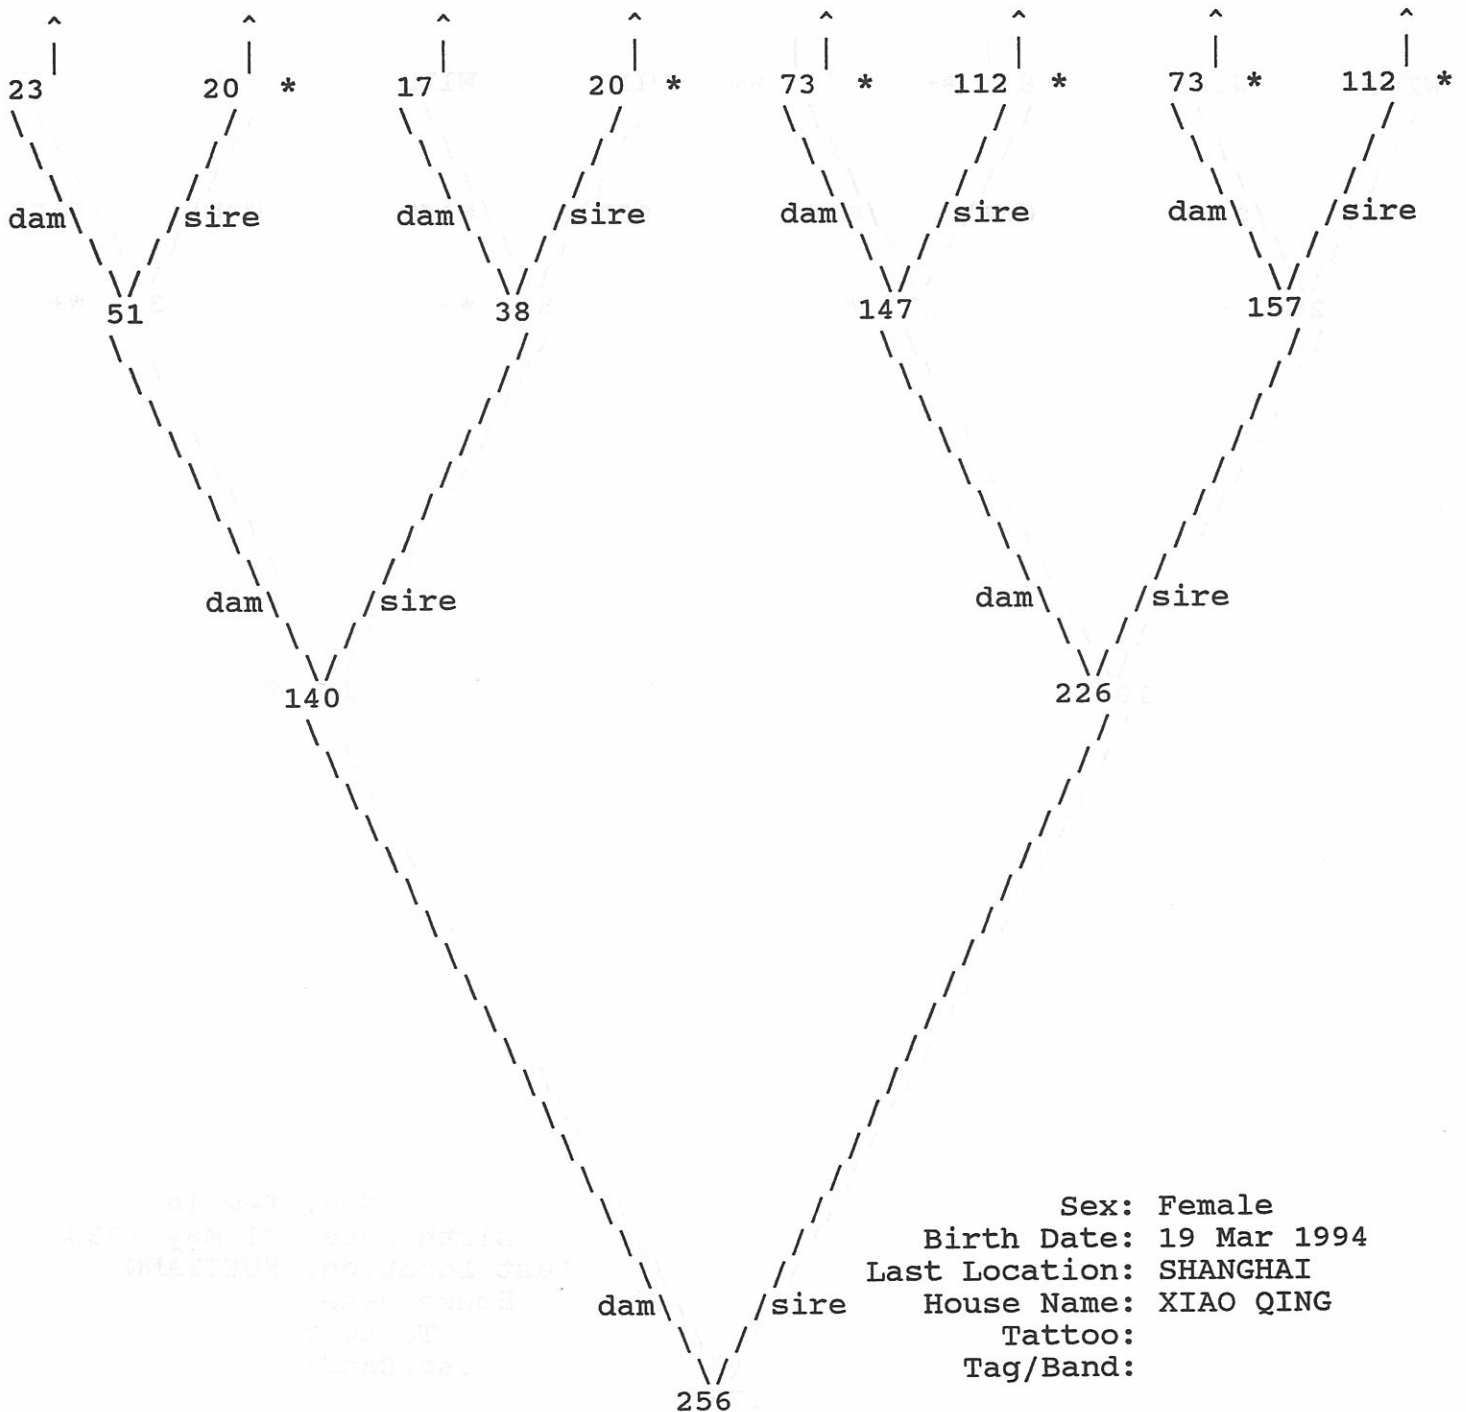 ^ ^ ^ ^ ^ ^ ^ ^
23 20 * 17 20 * 73 * 112 * 73 * 112 *
dam sire dam sire dam sire dam sire
51 38 147 157
dam sire dam sire
140 226
Sex: Female
Birth Date: 19 Mar 1994
Last Location: SHANGHAI
dam sire House Name: XIAO QING
Tattoo:
Tag/Band:
256